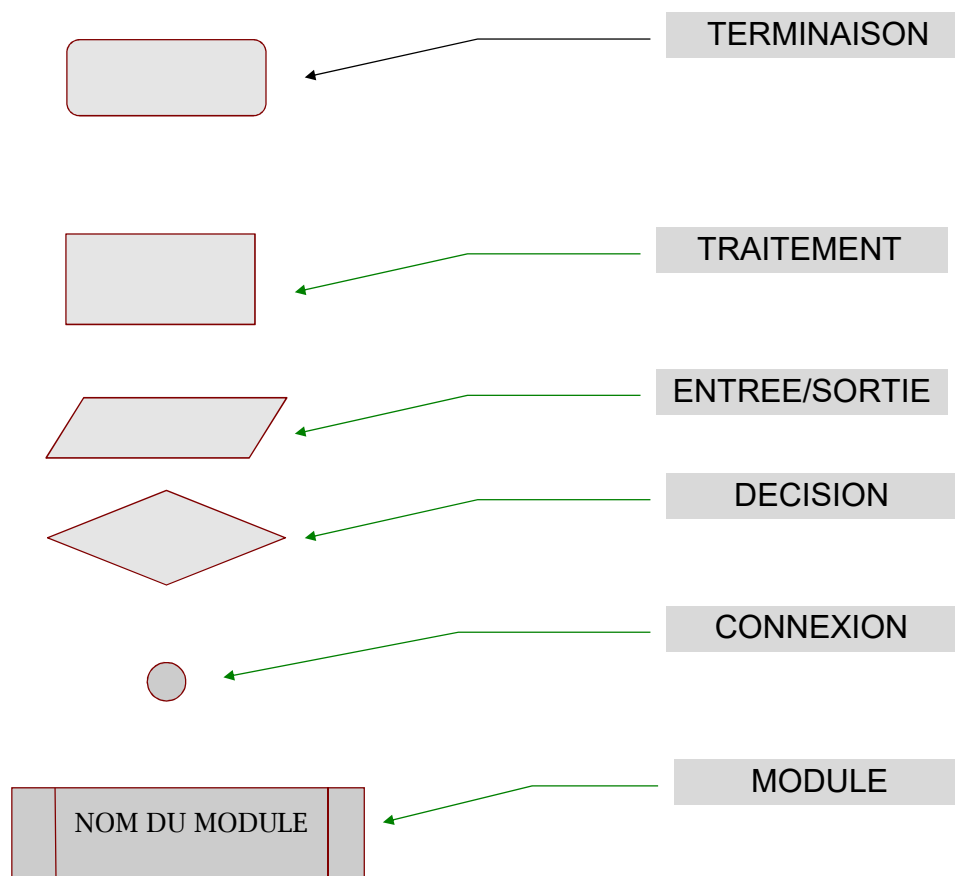 TERMINAISON
TRAITEMENT
ENTREE/SORTIE
DECISION
CONNEXION
MODULE
NOM DU MODULE